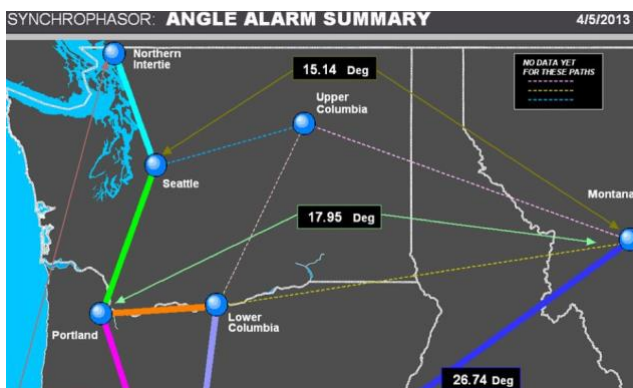 SYNCHROPHASOR: ANGLE ALARM SUMMARY 4/5/2013
Northern
Intertie
15.14 Deg
NO DATA YET
FOR THESE PATHS
Upper
Columbia
Seattle
Montana
17.95 Deg
Portland
Lower
Columbia
26.74 Deg